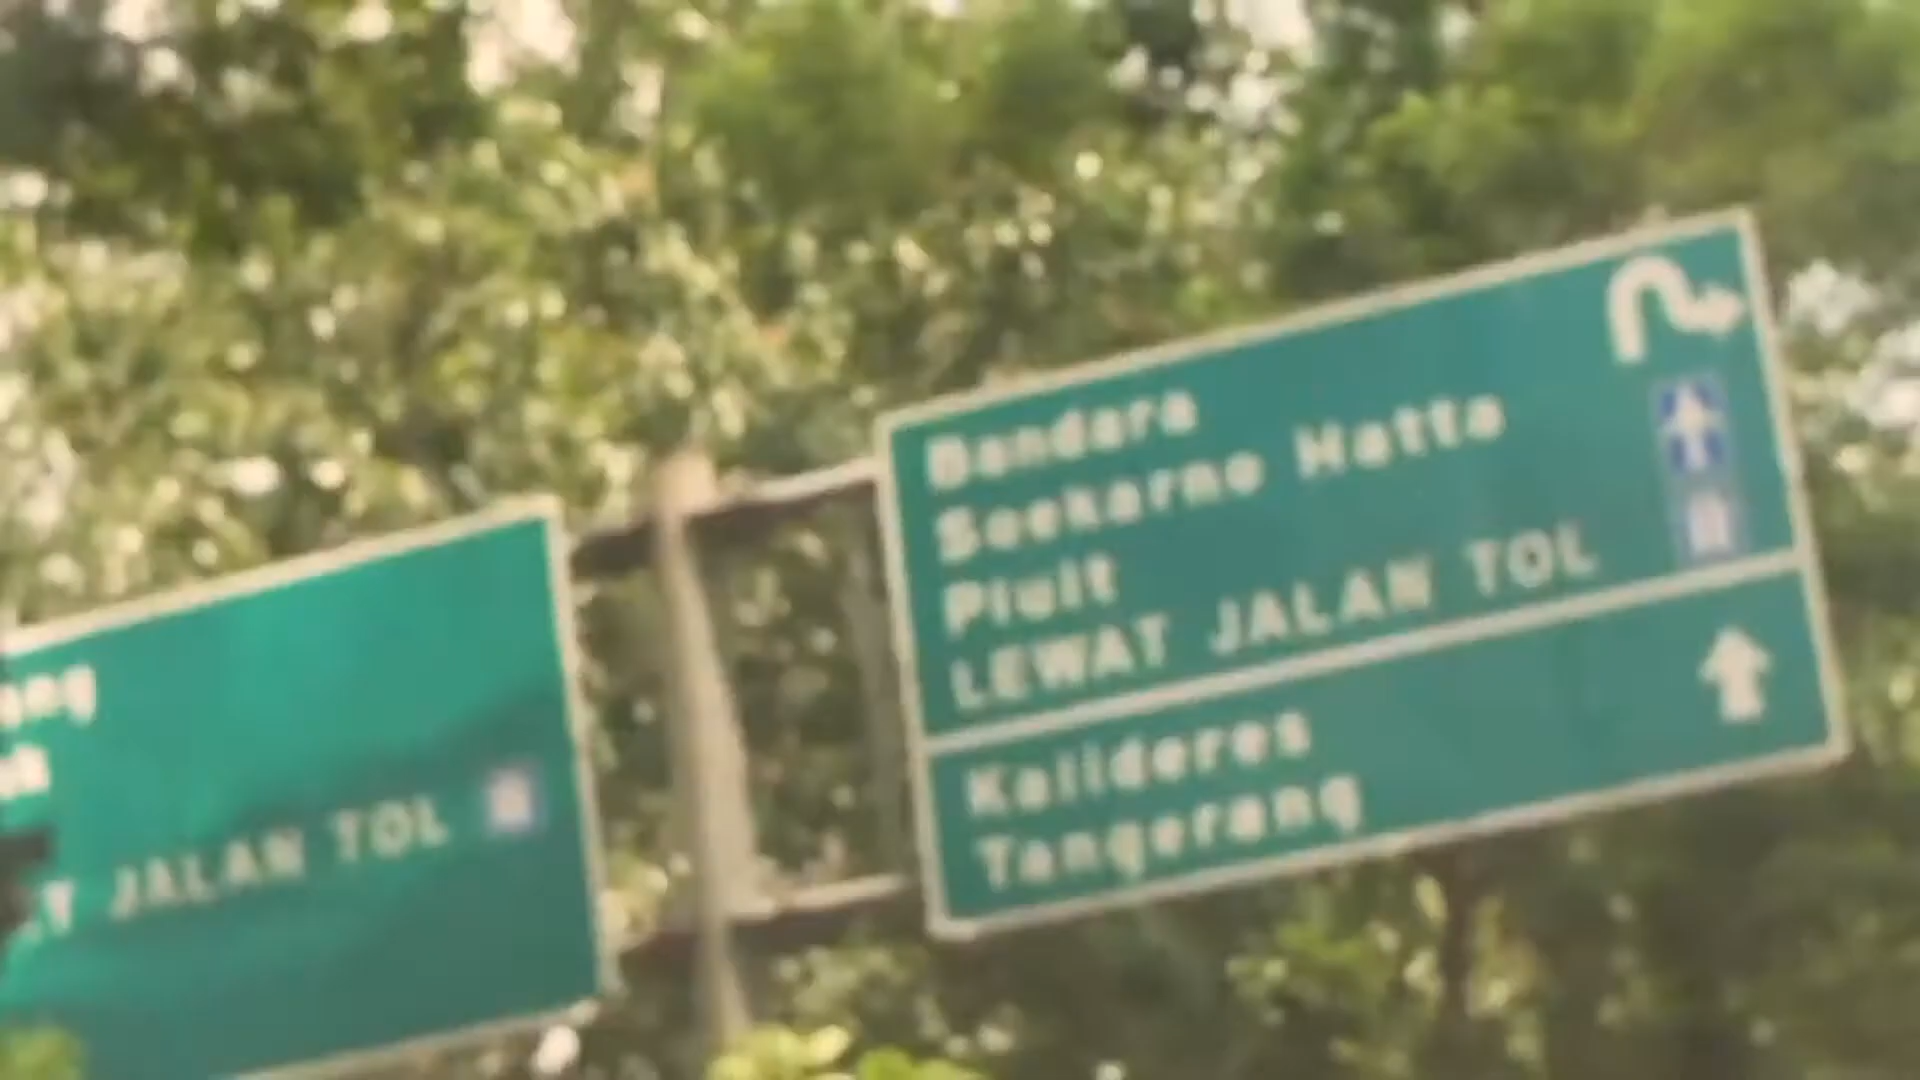 JALAN TOL
Bandara
Soekarno Hatta
Pluit
LEWAT JALAN TOL
Kalideres
Tangerang